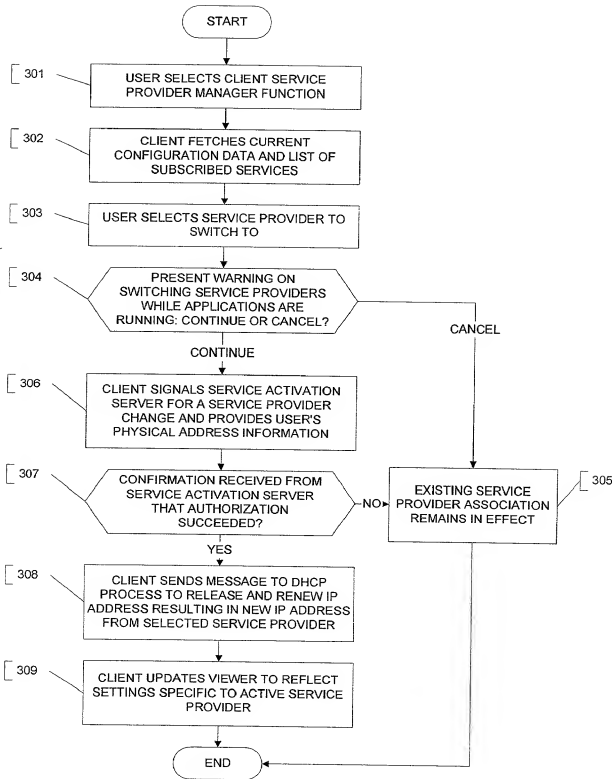 START
301
USER SELECTS CLIENT SERVICE
PROVIDER MANAGER FUNCTION
302
CLIENT FETCHES CURRENT
CONFIGURATION DATA AND LIST OF
SUBSCRIBED SERVICES
303
USER SELECTS SERVICE PROVIDER TO
SWITCH TO
304
PRESENT WARNING ON
SWITCHING SERVICE PROVIDERS
WHILE APPLICATIONS ARE
RUNNING: CONTINUE OR CANCEL?
CANCEL
CONTINUE
306
CLIENT SIGNALS SERVICE ACTIVATION
SERVER FOR A SERVICE PROVIDER
CHANGE AND PROVIDES USER'S
PHYSICAL ADDRESS INFORMATION
307
CONFIRMATION RECEIVED FROM
SERVICE ACTIVATION SERVER
THAT AUTHORIZATION
SUCCEEDED?
NO
305
EXISTING SERVICE
PROVIDER ASSOCIATION
REMAINS IN EFFECT
YES
308
CLIENT SENDS MESSAGE TO DHCP
PROCESS TO RELEASE AND RENEW IP
ADDRESS RESULTING IN NEW IP ADDRESS
FROM SELECTED SERVICE PROVIDER
309
CLIENT UPDATES VIEWER TO REFLECT
SETTINGS SPECIFIC TO ACTIVE SERVICE
PROVIDER
END